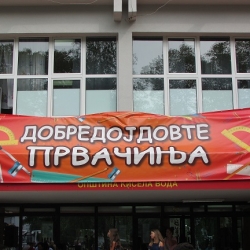 ДОБРЕДОЈДОВТЕ
ПРВАЧИЊА
ОПШТИНА КИСЕЛА ВОДА